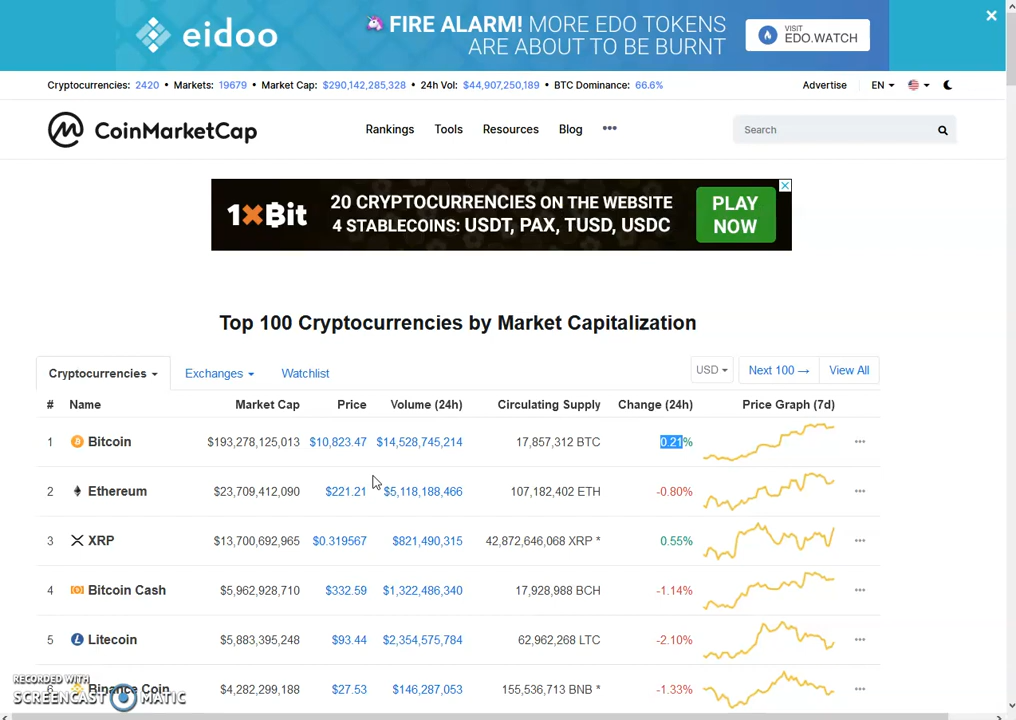 eidoo
🦄 FIRE ALARM! MORE EDO TOKENS
ARE ABOUT TO BE BURNT
VISIT
EDO.WATCH
Cryptocurrencies: 2420 • Markets: 19679 • Market Cap: $290,142,285,328 • 24h Vol: $44,907,250,189 • BTC Dominance: 66.6%
Advertise EN
CoinMarketCap
Rankings Tools Resources Blog •••
Search
1XBit
20 CRYPTOCURRENCIES ON THE WEBSITE
4 STABLECOINS: USDT, PAX, TUSD, USDC
PLAY
NOW
Top 100 Cryptocurrencies by Market Capitalization
Cryptocurrencies Exchanges Watchlist USD Next 100 → View All
# Name Market Cap Price Volume (24h) Circulating Supply Change (24h) Price Graph (7d)
1 Bitcoin $193,278,125,013 $10,823.47 $14,528,745,214 17,857,312 BTC 0.21% •••
2 Ethereum $23,709,412,090 $221.21 $5,118,188,466 107,182,402 ETH -0.80% •••
3 XRP $13,700,692,965 $0.319567 $821,490,315 42,872,646,068 XRP * 0.55% •••
4 Bitcoin Cash $5,962,928,710 $332.59 $1,322,486,340 17,928,988 BCH -1.14% •••
5 Litecoin $5,883,395,248 $93.44 $2,354,575,784 62,962,268 LTC -2.10% •••
6 Binance Coin $4,282,299,188 $27.53 $146,287,053 155,536,713 BNB * -1.33% •••
RECORDED WITH
SCREENCAST MATIC